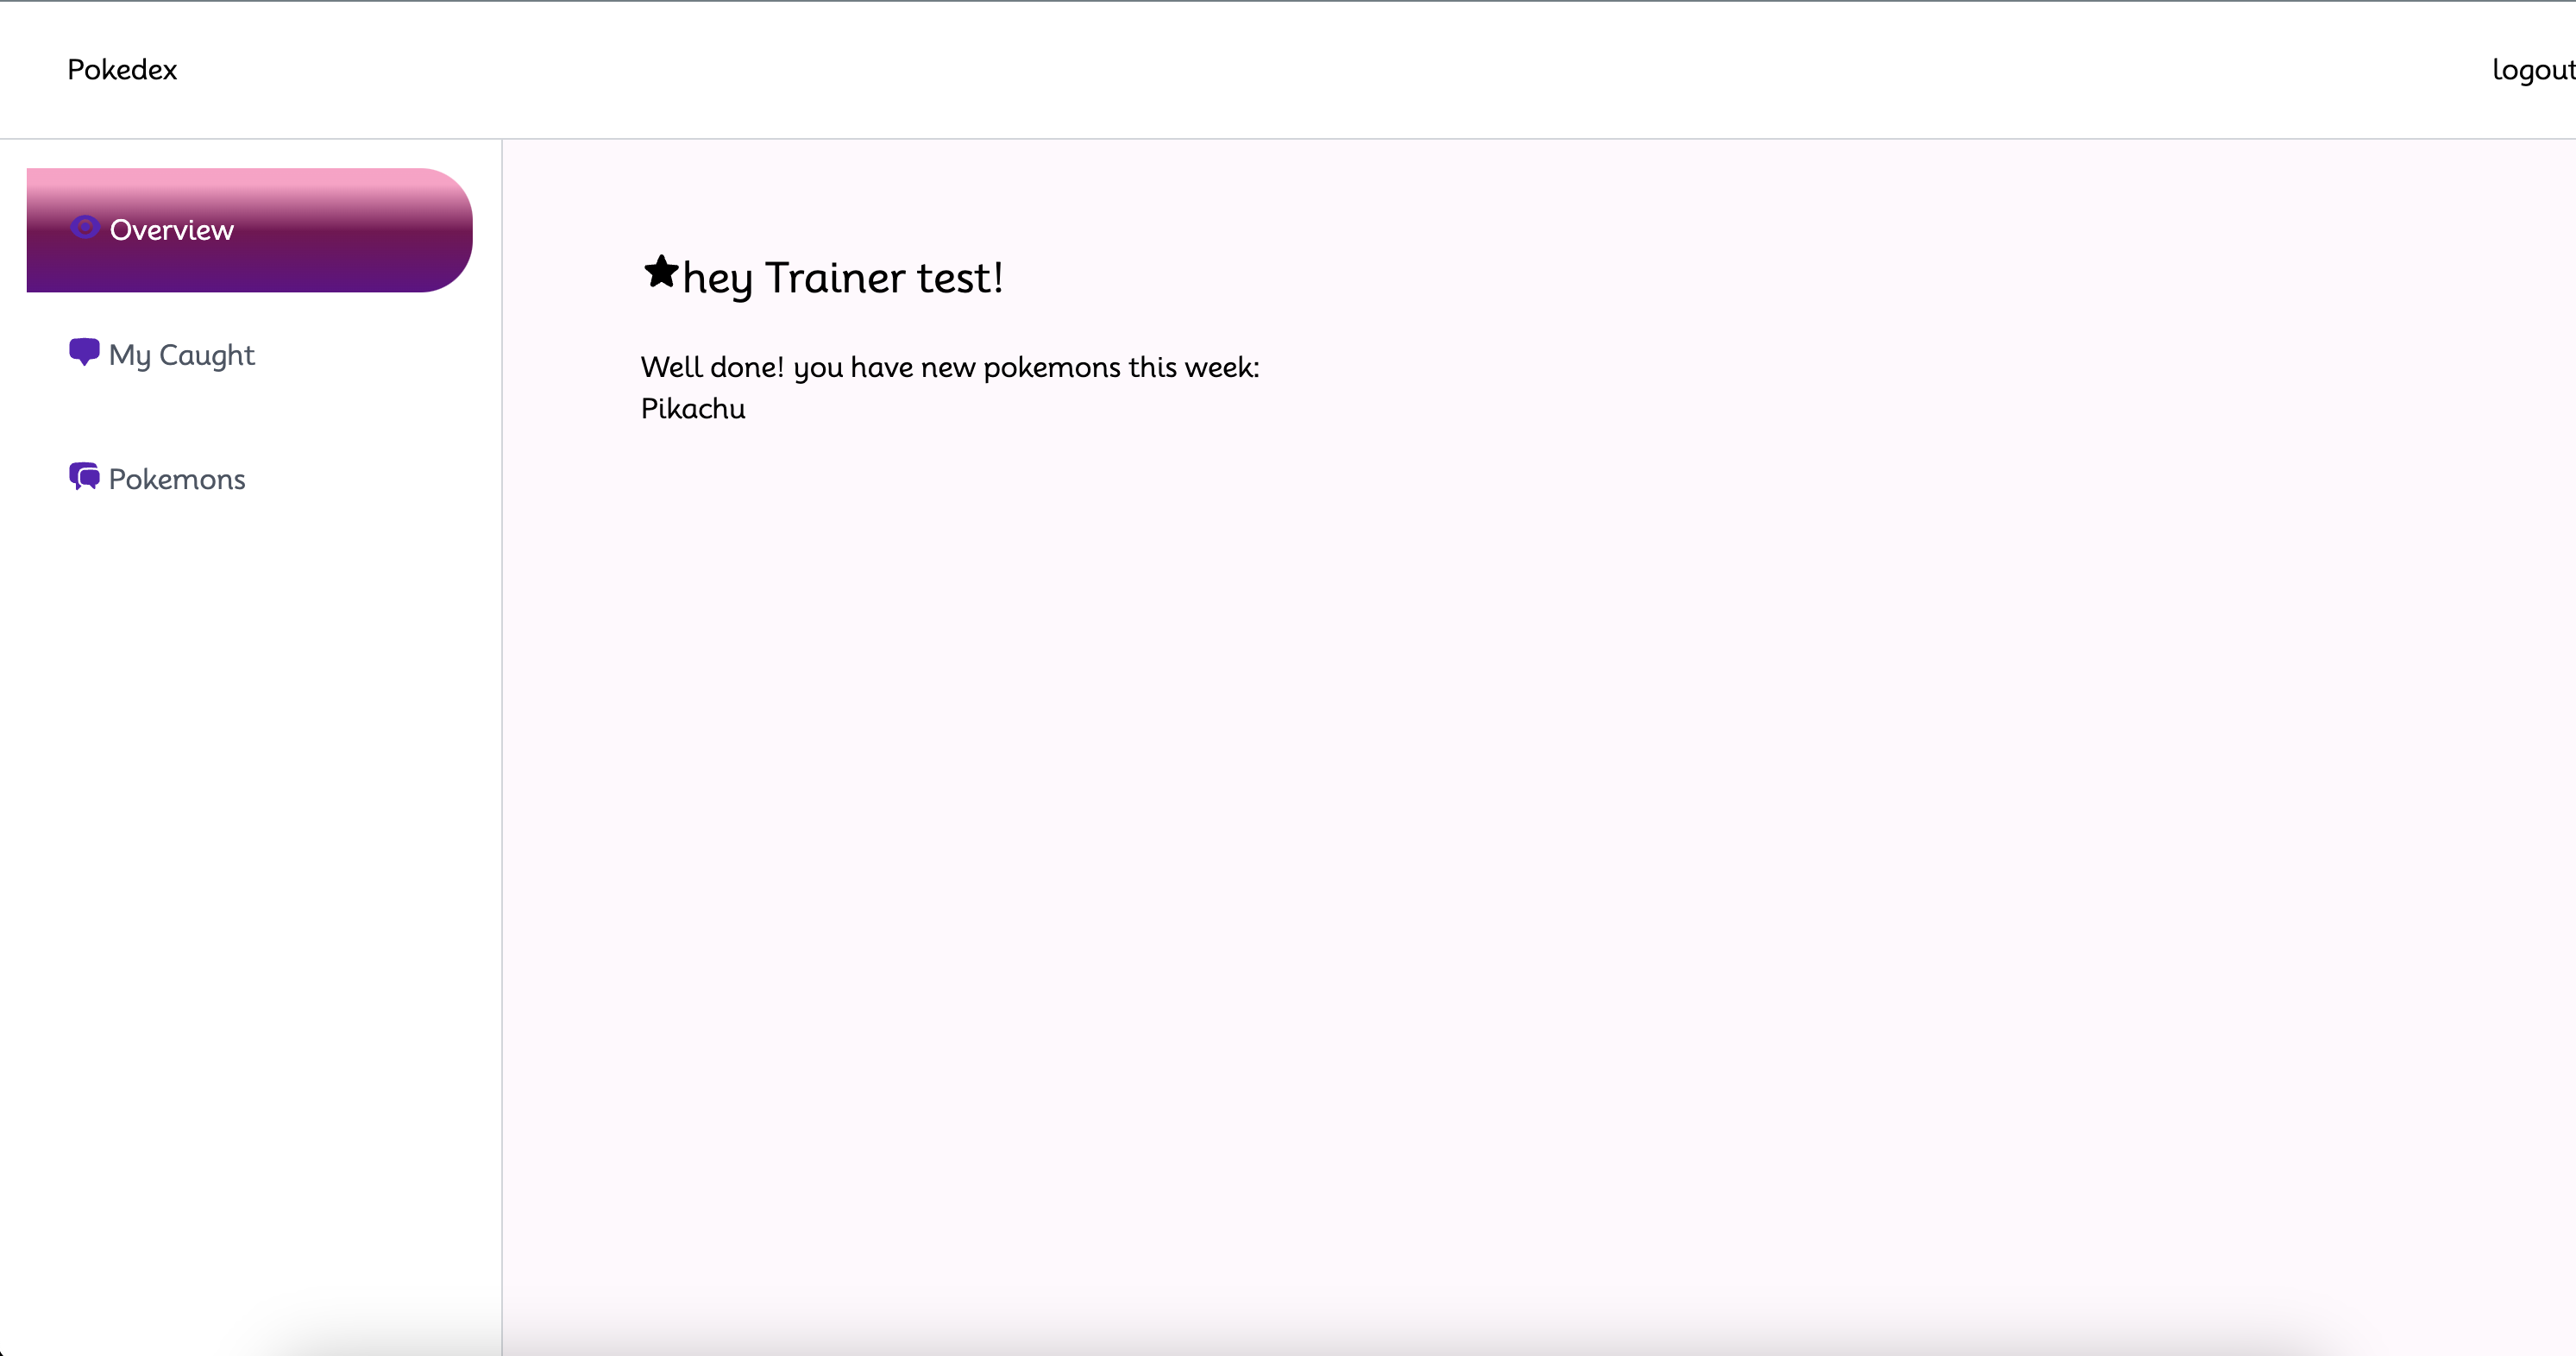 Pokedex
logout
Overview
My Caught
Pokemons
hey Trainer test!
Well done! you have new pokemons this week:
Pikachu